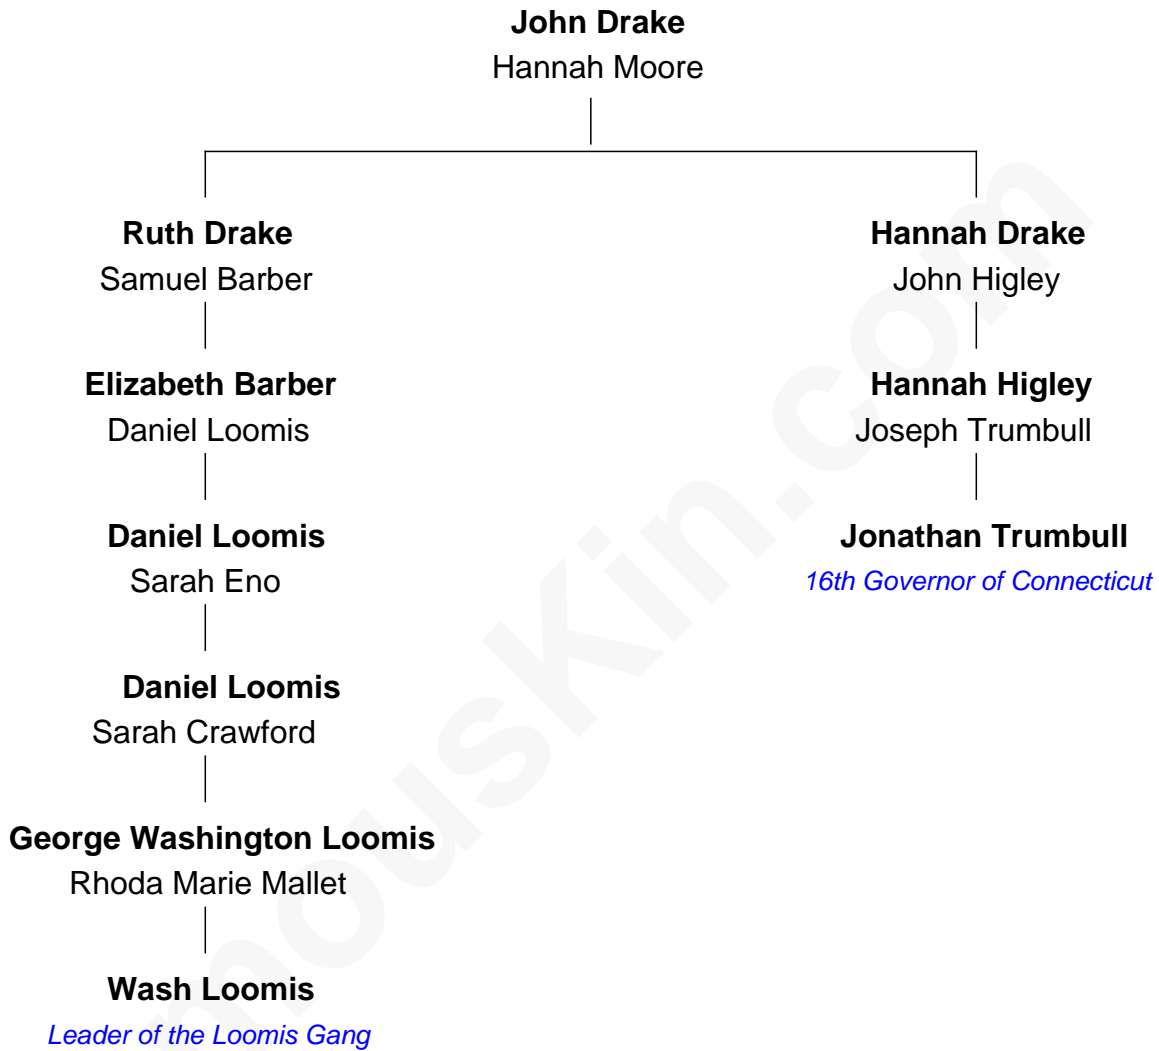 John Drake
Hannah Moore
Ruth Drake
Samuel Barber
Hannah Drake
John Higley
Elizabeth Barber
Daniel Loomis
Hannah Higley
Joseph Trumbull
Daniel Loomis
Sarah Eno
Jonathan Trumbull
16th Governor of Connecticut
Daniel Loomis
Sarah Crawford
George Washington Loomis
Rhoda Marie Mallet
Wash Loomis
Leader of the Loomis Gang
mousKin.com